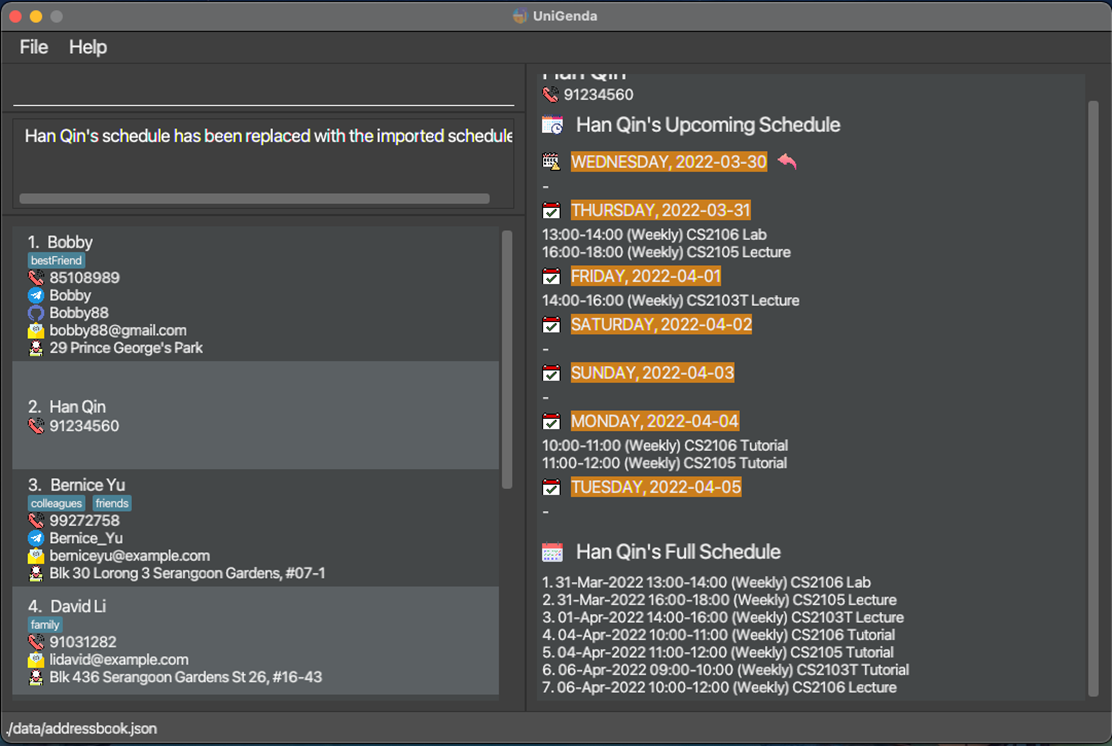 UniGenda
File Help
Han Qin's schedule has been replaced with the imported schedule
1. Bobby
bestFriend
85108989
Bobby
Bobby88
bobby88@gmail.com
29 Prince George's Park
2. Han Qin
91234560
3. Bernice Yu
colleagues friends
99272758
Bernice_Yu
berniceyu@example.com
Blk 30 Lorong 3 Serangoon Gardens, #07-1
4. David Li
family
91031282
lidavid@example.com
Blk 436 Serangoon Gardens St 26, #16-43
Han Qin
91234560
Han Qin's Upcoming Schedule
WEDNESDAY, 2022-03-30
-
THURSDAY, 2022-03-31
13:00-14:00 (Weekly) CS2106 Lab
16:00-18:00 (Weekly) CS2105 Lecture
FRIDAY, 2022-04-01
14:00-16:00 (Weekly) CS2103T Lecture
SATURDAY, 2022-04-02
-
SUNDAY, 2022-04-03
-
MONDAY, 2022-04-04
10:00-11:00 (Weekly) CS2106 Tutorial
11:00-12:00 (Weekly) CS2105 Tutorial
TUESDAY, 2022-04-05
-
Han Qin's Full Schedule
1. 31-Mar-2022 13:00-14:00 (Weekly) CS2106 Lab
2. 31-Mar-2022 16:00-18:00 (Weekly) CS2105 Lecture
3. 01-Apr-2022 14:00-16:00 (Weekly) CS2103T Lecture
4. 04-Apr-2022 10:00-11:00 (Weekly) CS2106 Tutorial
5. 04-Apr-2022 11:00-12:00 (Weekly) CS2105 Tutorial
6. 06-Apr-2022 09:00-10:00 (Weekly) CS2103T Tutorial
7. 06-Apr-2022 10:00-12:00 (Weekly) CS2106 Lecture
./data/addressbook.json